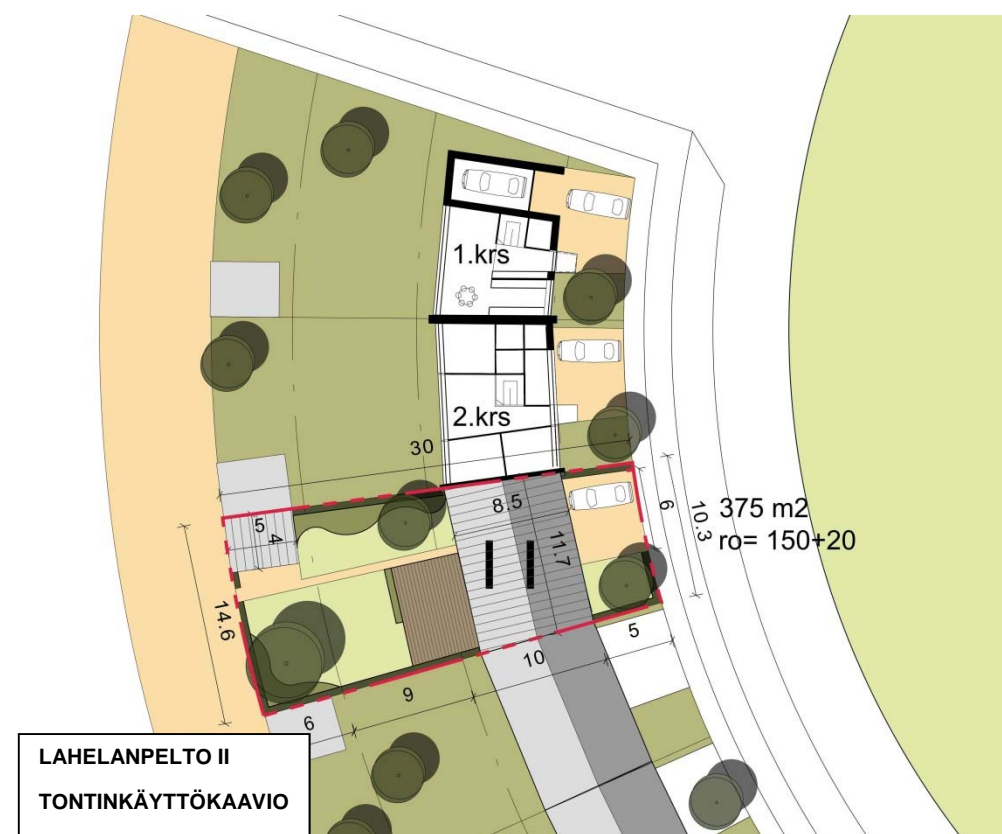 1.krs
2.krs
30
8.5
5
4
11.7
6
10.3
375 m2
ro= 150+20
14.6
5
10
9
6
LAHELANPELTO II
TONTINKÄYTTÖKAAVIO